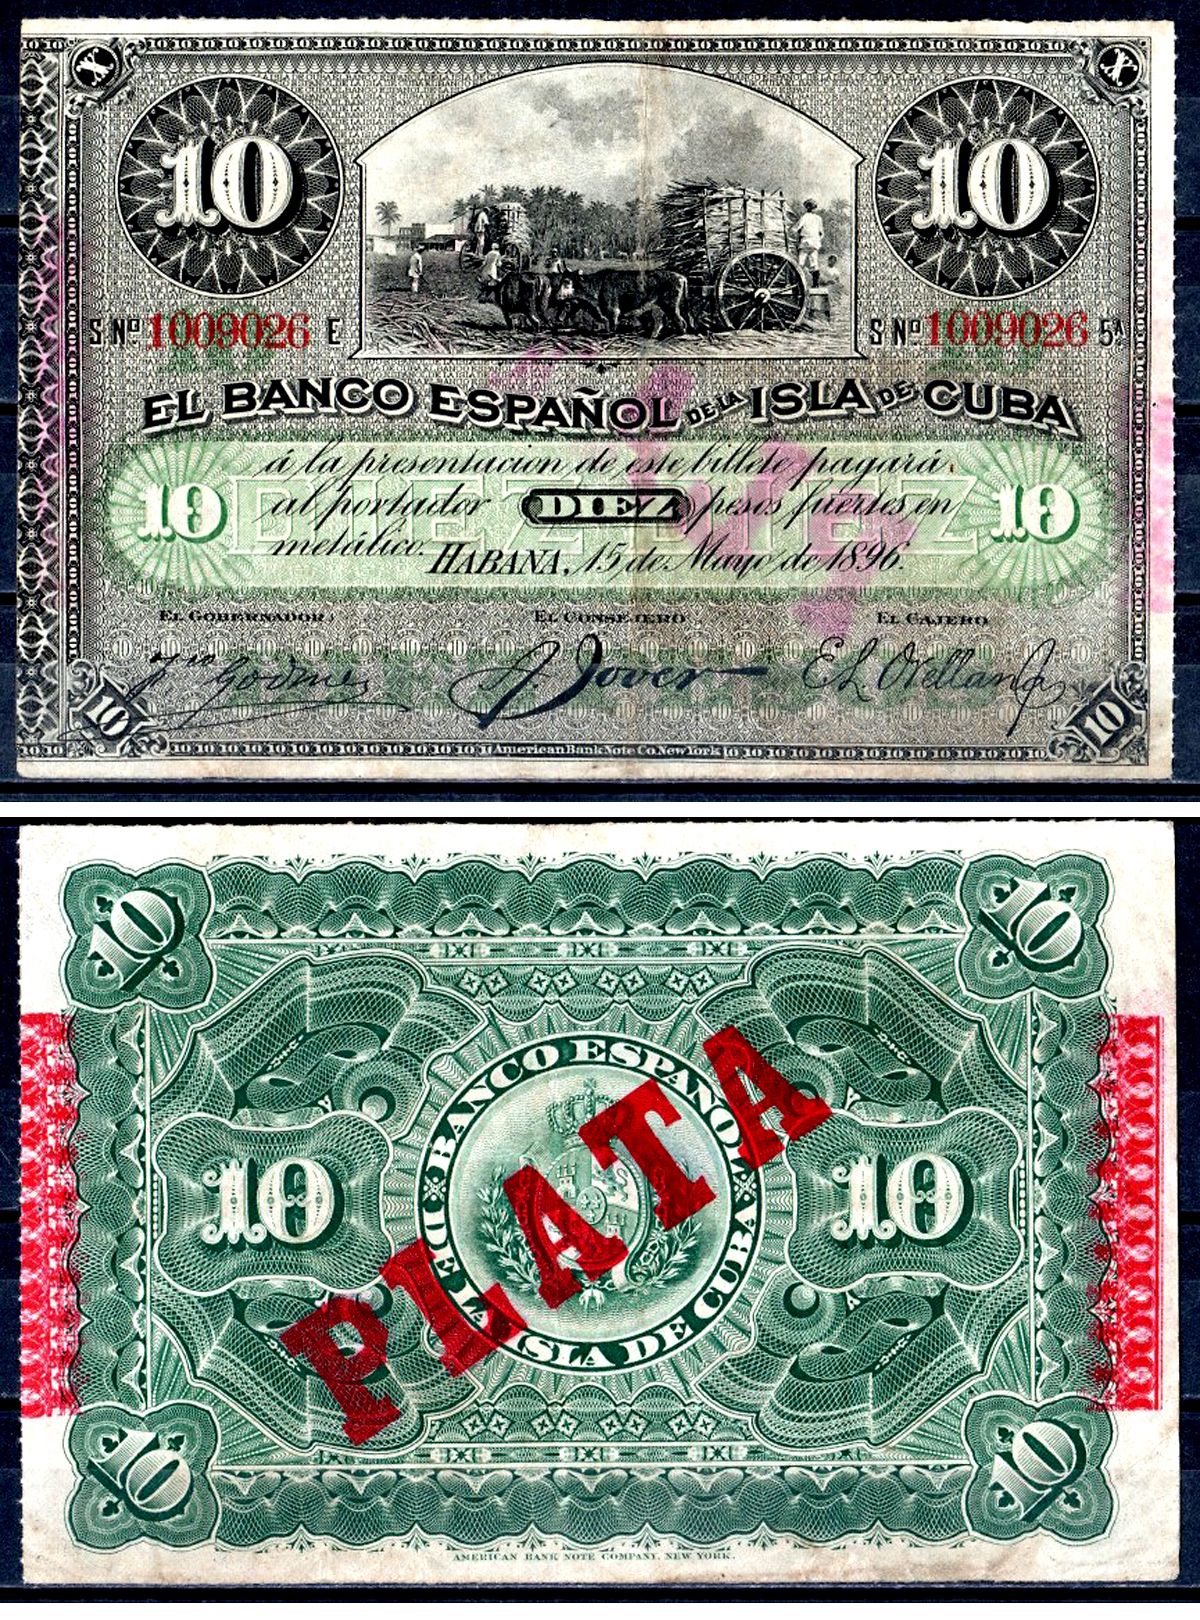 X X
10 10
S Nº 1009026 E S Nº 1009026 5ᴬ
EL BANCO ESPAÑOL DE LA ISLA DE CUBA
á la presentacion de este billete pagará
10 al portador DIEZ pesos fuertes en 10
DIEZ DIEZ
metálico. HABANA, 15 de Mayo de 1896.
EL GOBERNADOR EL CONSEJERO EL CAJERO
10 10
American Bank Note Co. New York
10 10
BANCO ESPAÑOL
10 10
DE LA ISLA DE CUBA
PLATA
10 10
AMERICAN BANK NOTE COMPANY, NEW YORK.